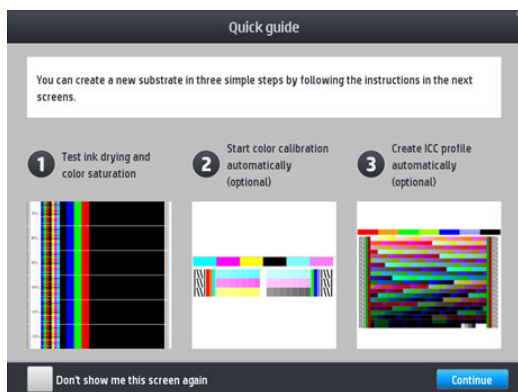 Quick guide
You can create a new substrate in three simple steps by following the instructions in the next
screens.
1
Test ink drying and
color saturation
2
Start color calibration
automatically
(optional)
3
Create ICC profile
automatically
(optional)
Don't show me this screen again
Continue